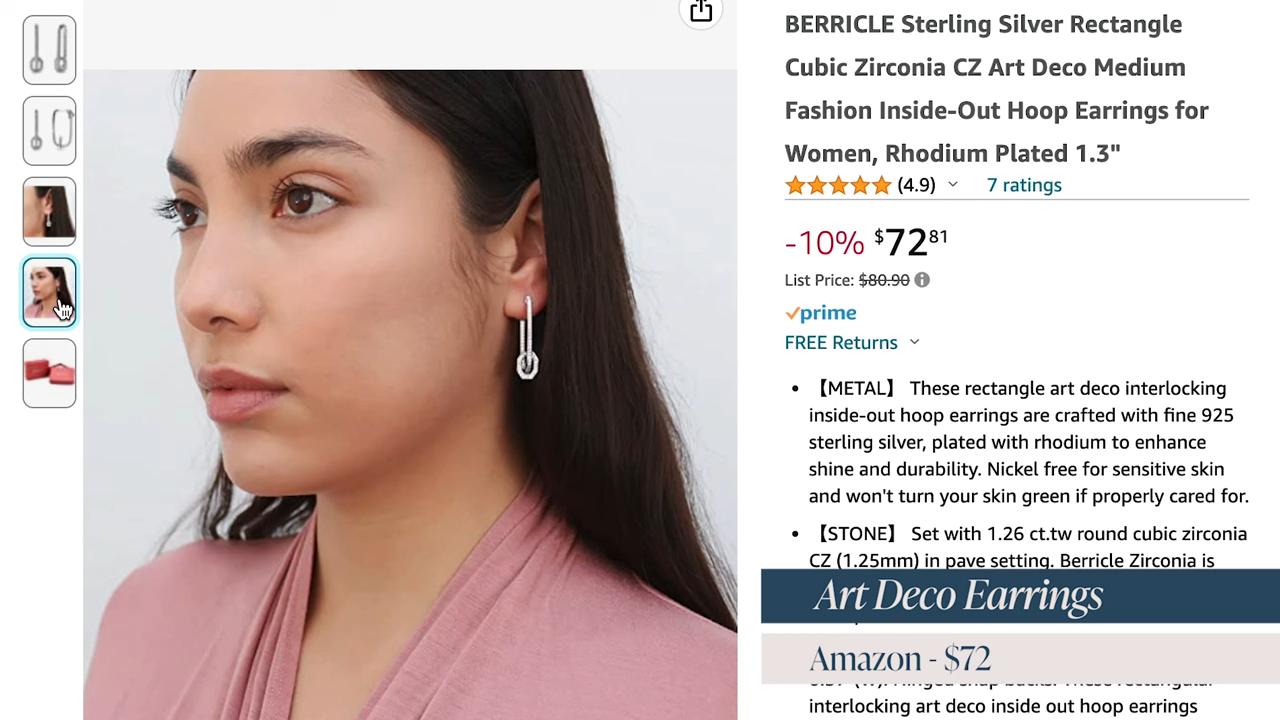 BERRICLE Sterling Silver Rectangle
Cubic Zirconia CZ Art Deco Medium
Fashion Inside-Out Hoop Earrings for
Women, Rhodium Plated 1.3"
(4.9) 7 ratings
-10% $72 81
List Price: $80.90
prime
FREE Returns
• 【METAL】 These rectangle art deco interlocking
inside-out hoop earrings are crafted with fine 925
sterling silver, plated with rhodium to enhance
shine and durability. Nickel free for sensitive skin
and won't turn your skin green if properly cared for.
• 【STONE】 Set with 1.26 ct.tw round cubic zirconia
CZ (1.25mm) in pave setting. Berricle Zirconia is
Art Deco Earrings
Amazon - $72
interlocking art deco inside out hoop earrings